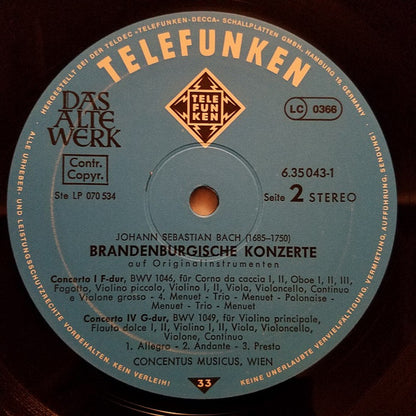 HERGESTELLT BEI DER TELDEC »TELEFUNKEN-DECCA« SCHALLPLATTEN GMBH, HAMBURG 19, GERMANY
TELEFUNKEN
DAS
ALTE
WERK
TELE
FUN
KEN
LC 0366
Contr.
Copyr.
Ste LP 070 534
6.35 043-1
Seite 2 STEREO
JOHANN SEBASTIAN BACH (1685–1750)
BRANDENBURGISCHE KONZERTE
auf Originalinstrumenten
Concerto I F-dur, BWV 1046, für Corno da caccia I, II, Oboe I, II, III,
Fagotto, Violino piccolo, Violino I, II, Viola, Violoncello, Continuo
e Violone grosso - 4. Menuet - Trio - Menuet - Polonaise -
Menuet - Trio - Menuet
Concerto IV G-dur, BWV 1049, für Violino principale,
Flauto dolce I, II, Violino I, II, Viola, Violoncello,
Violone, Continuo
1. Allegro - 2. Andante - 3. Presto
CONCENTUS MUSICUS, WIEN
33
ALLE URHEBER- UND LEISTUNGSSCHUTZRECHTE VORBEHALTEN. KEIN VERLEIH!
KEINE UNERLAUBTE VERVIELFÄLTIGUNG, VERMIETUNG, AUFFÜHRUNG, SENDUNG!